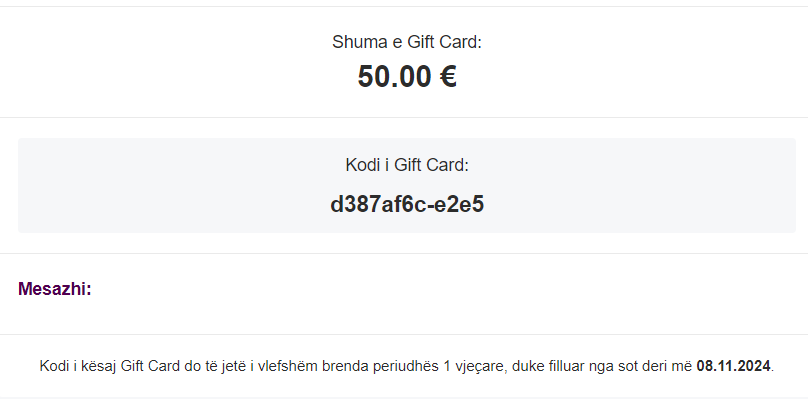 Shuma e Gift Card:
50.00 €
Kodi i Gift Card:
d387af6c-e2e5
Mesazhi:
Kodi i kësaj Gift Card do të jetë i vlefshëm brenda periudhës 1 vjeçare, duke filluar nga sot deri më 08.11.2024.